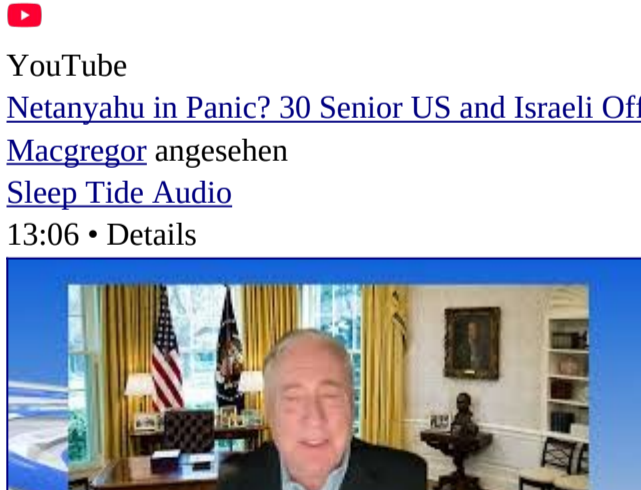 YouTube
Netanyahu in Panic? 30 Senior US and Israeli Off
Macgregor angesehen
Sleep Tide Audio
13:06 • Details